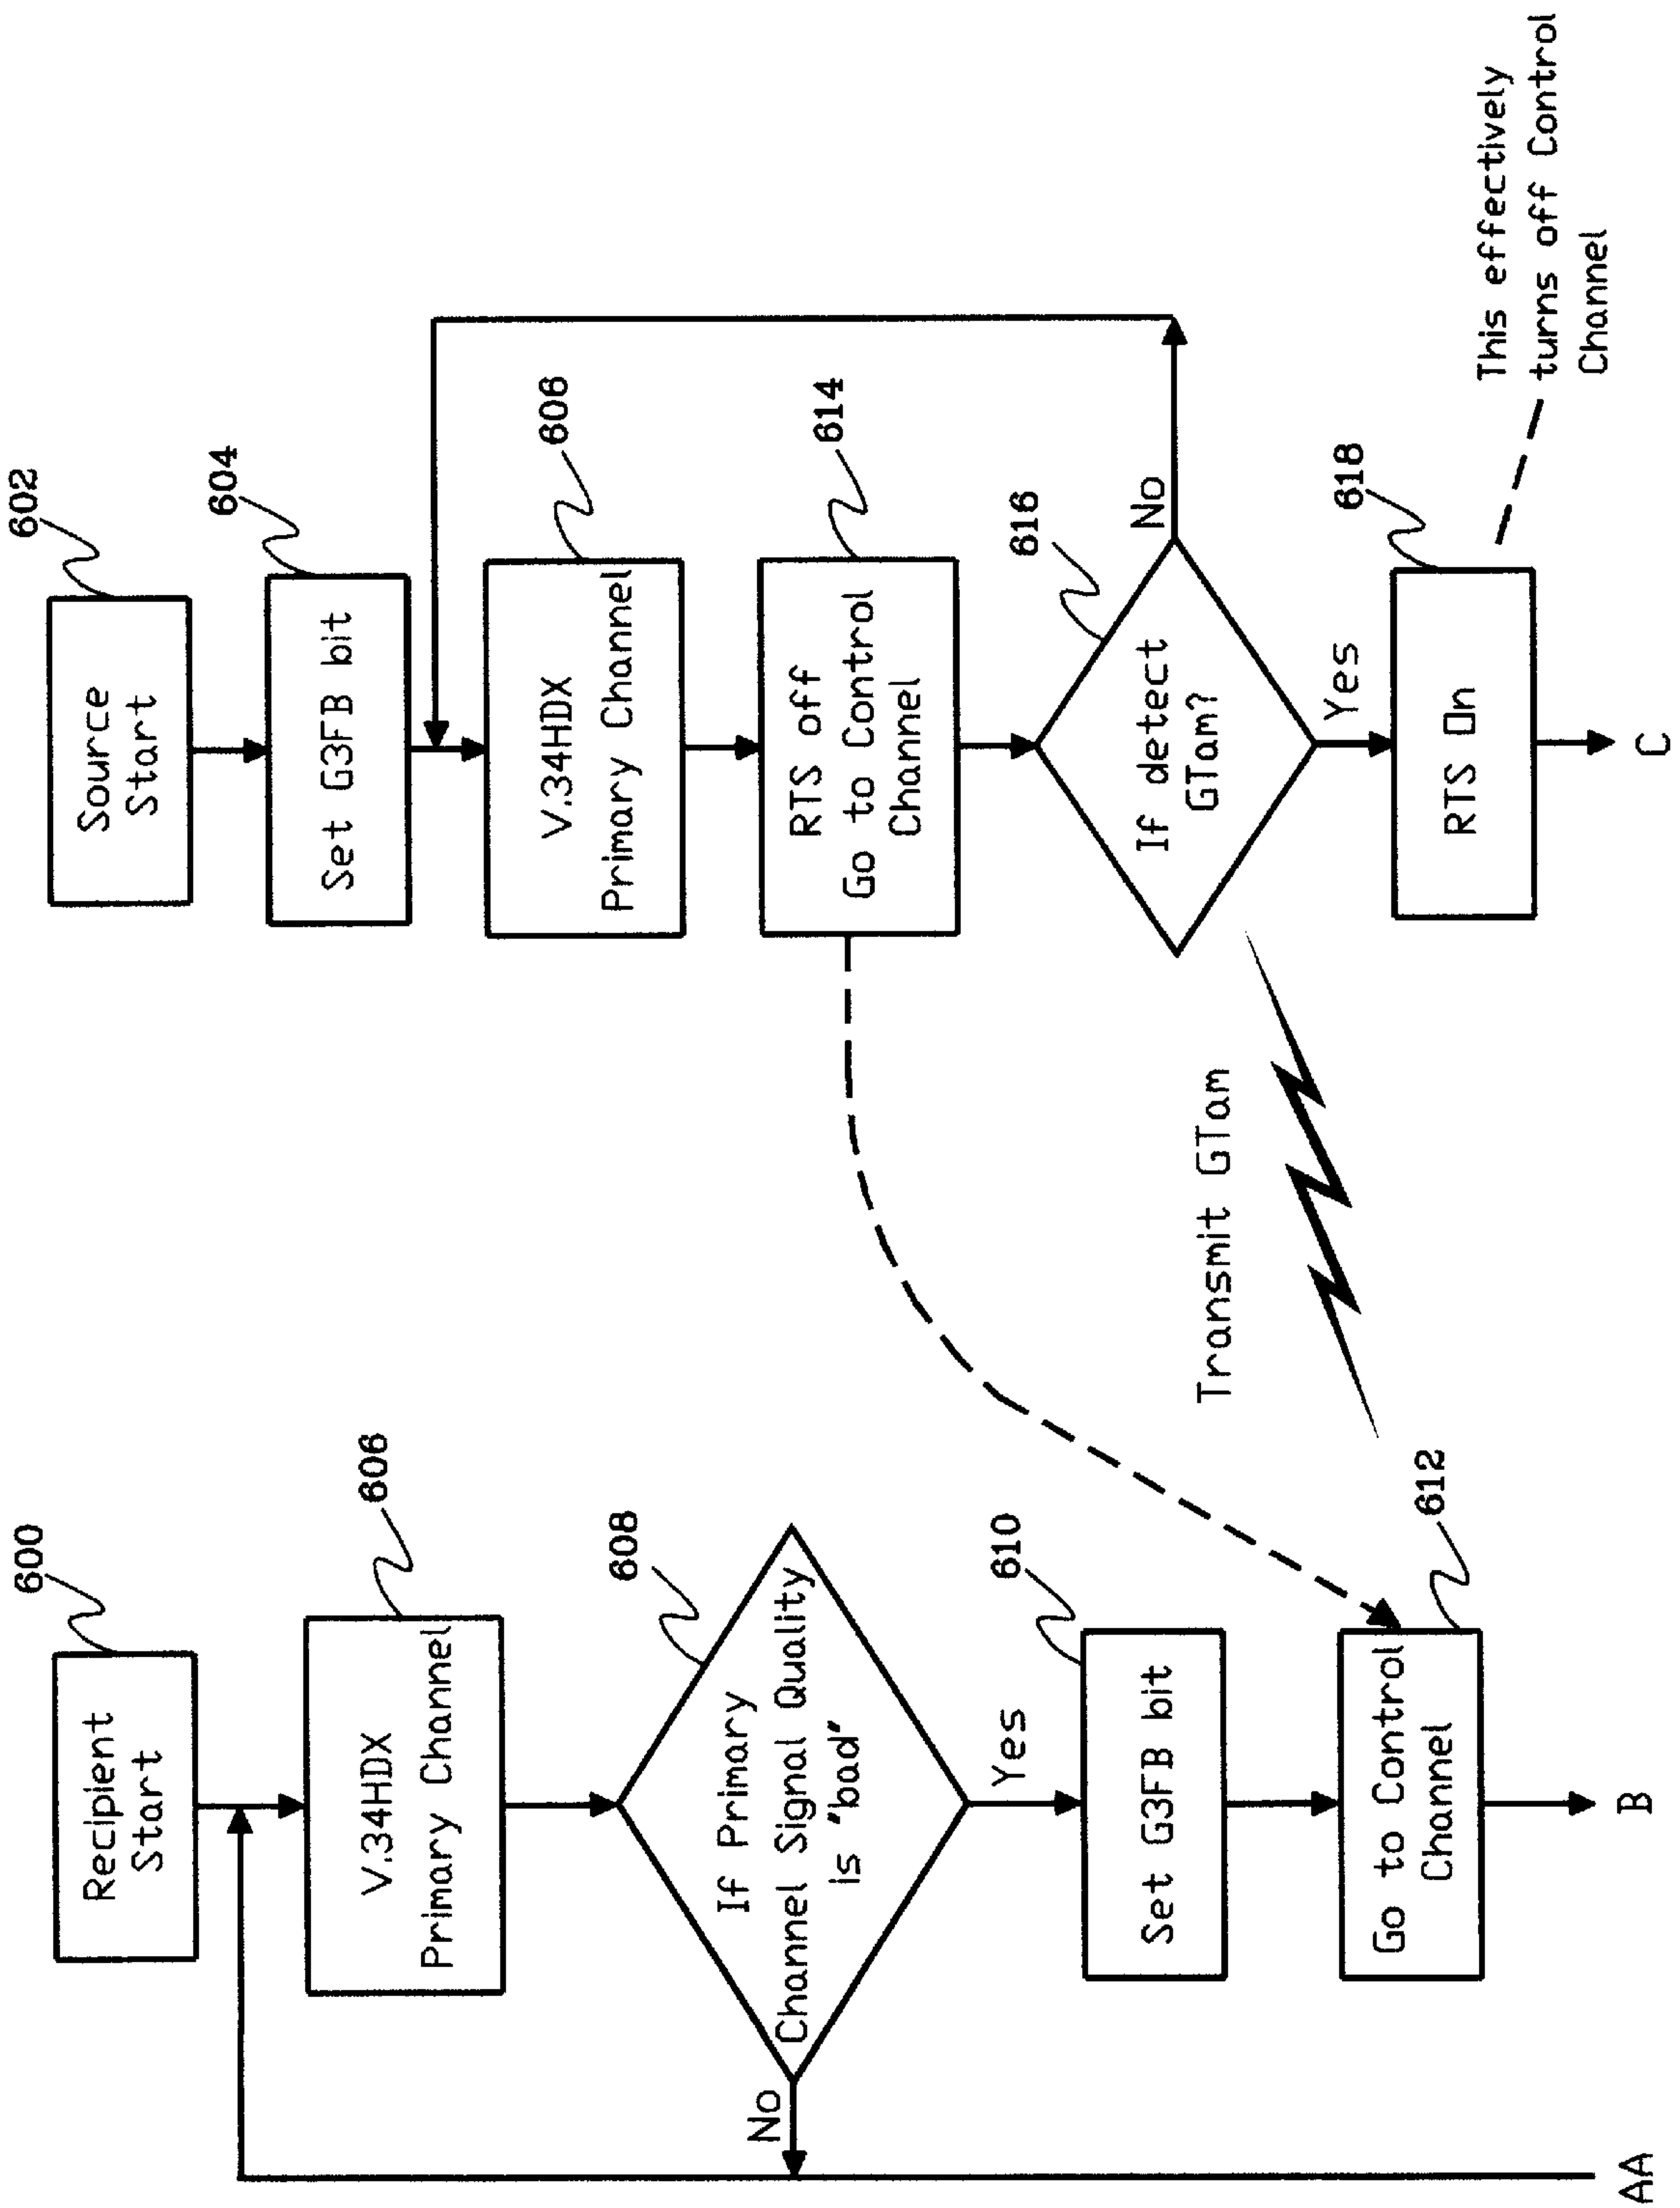 600
Recipient
Start
606
V.34HDX
Primary Channel
608
If Primary
Channel Signal Quality
is "bad"
No
Yes
610
Set G3FB bit
612
Go to Control
Channel
AA
B
Transmit GTam
602
Source
Start
604
Set G3FB bit
606
V.34HDX
Primary Channel
614
RTS off
Go to Control
Channel
616
If detect
GTam?
No
Yes
618
RTS On
C
This effectively
turns off Control
Channel